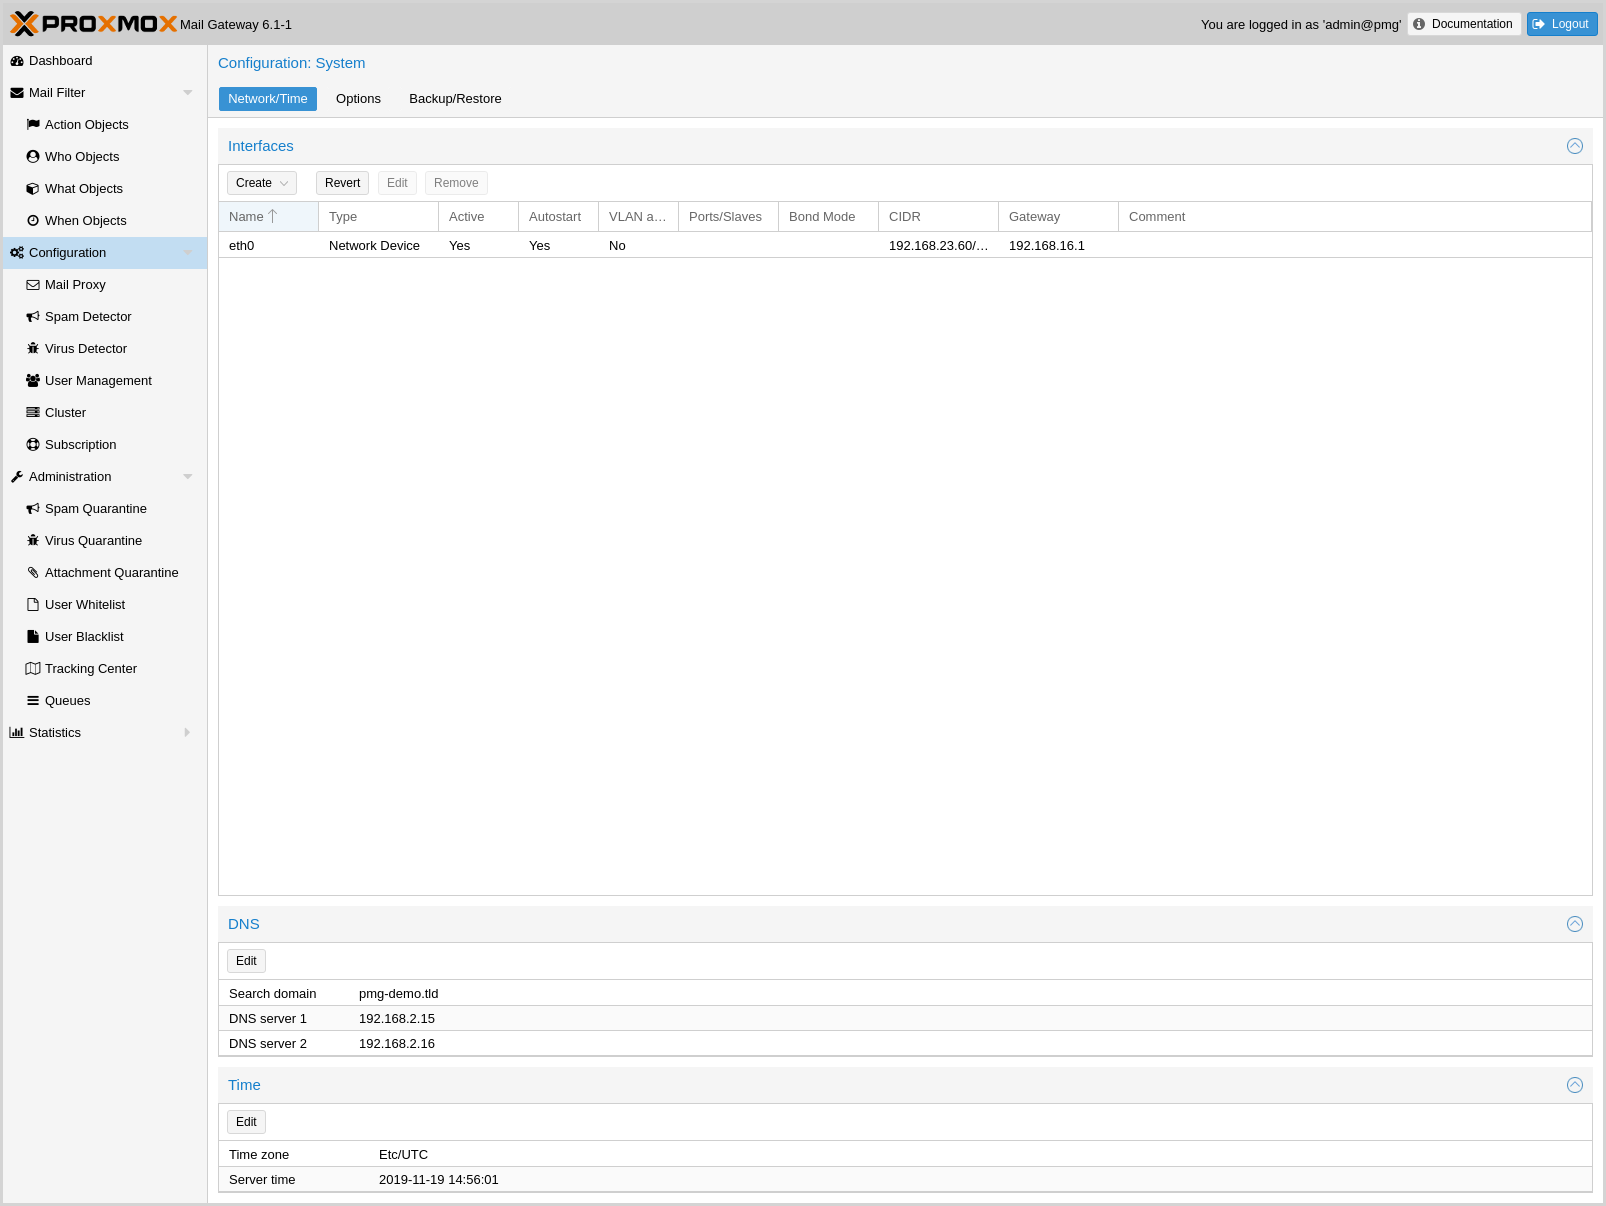 PROXMOX Mail Gateway 6.1-1 You are logged in as 'admin@pmg' Documentation Logout
Dashboard
Mail Filter
Action Objects
Who Objects
What Objects
When Objects
Configuration
Mail Proxy
Spam Detector
Virus Detector
User Management
Cluster
Subscription
Administration
Spam Quarantine
Virus Quarantine
Attachment Quarantine
User Whitelist
User Blacklist
Tracking Center
Queues
Statistics
Configuration: System
Network/Time Options Backup/Restore
Interfaces
Create Revert Edit Remove
Name Type Active Autostart VLAN a… Ports/Slaves Bond Mode CIDR Gateway Comment
eth0 Network Device Yes Yes No 192.168.23.60/… 192.168.16.1
DNS
Edit
Search domain pmg-demo.tld
DNS server 1 192.168.2.15
DNS server 2 192.168.2.16
Time
Edit
Time zone Etc/UTC
Server time 2019-11-19 14:56:01